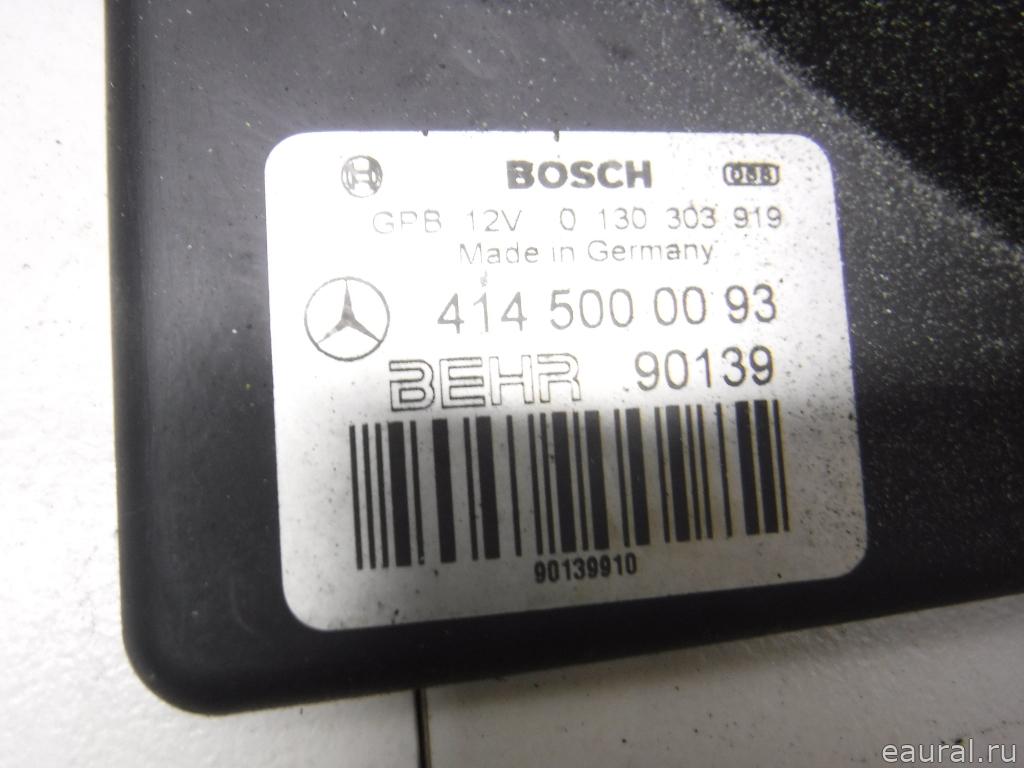 BOSCH
GPB 12V 0 130 303 919
Made in Germany
414 500 00 93
BEHR 90139
90139910
eaural.ru